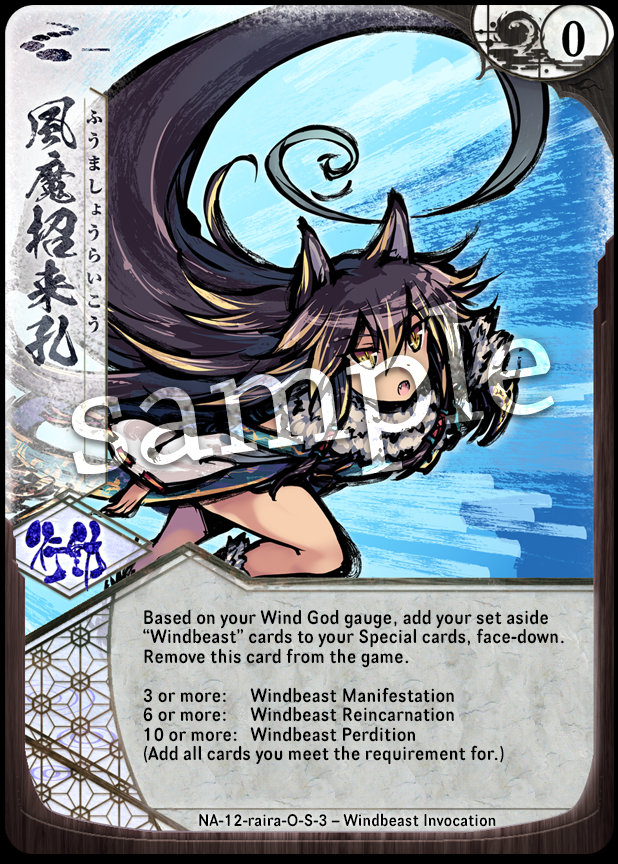 0
風魔招来孔
ふうましょうらいこう
sample
行動
Based on your Wind God gauge, add your set aside
“Windbeast” cards to your Special cards, face-down.
Remove this card from the game.
3 or more: Windbeast Manifestation
6 or more: Windbeast Reincarnation
10 or more: Windbeast Perdition
(Add all cards you meet the requirement for.)
NA-12-raira-O-S-3 – Windbeast Invocation